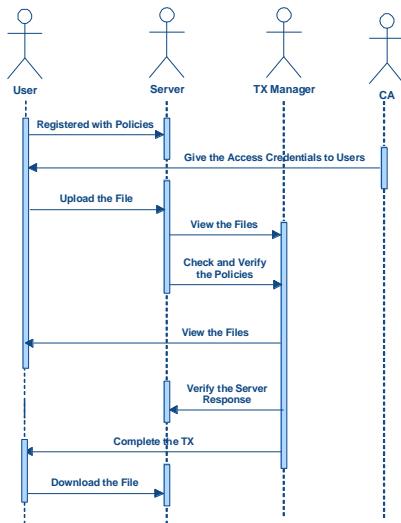 User
Server
TX Manager
CA
Registered with Policies
Give the Access Credentials to Users
Upload the File
View the Files
Check and Verify
the Policies
View the Files
Verify the Server
Response
Complete the TX
Download the File